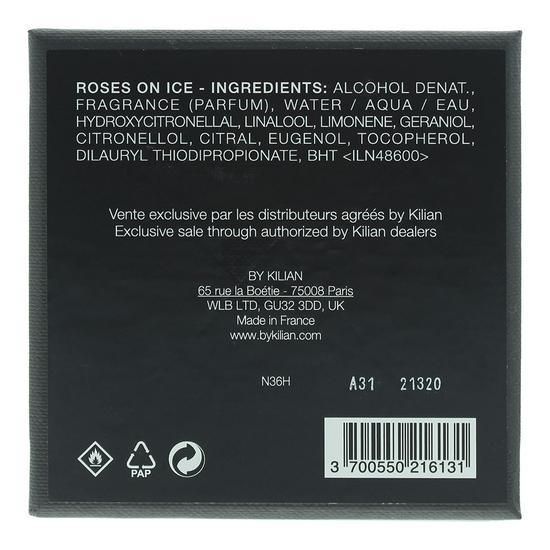 ROSES ON ICE - INGREDIENTS: ALCOHOL DENAT.,
FRAGRANCE (PARFUM), WATER / AQUA / EAU,
HYDROXYCITRONELLAL, LINALOOL, LIMONENE, GERANIOL,
CITRONELLOL, CITRAL, EUGENOL, TOCOPHEROL,
DILAURYL THIODIPROPIONATE, BHT <ILN48600>
Vente exclusive par les distributeurs agréés by Kilian
Exclusive sale through authorized by Kilian dealers
BY KILIAN
65 rue la Boétie - 75008 Paris
WLB LTD, GU32 3DD, UK
Made in France
www.bykilian.com
N36H A31 21320
PAP
3 700550 216131